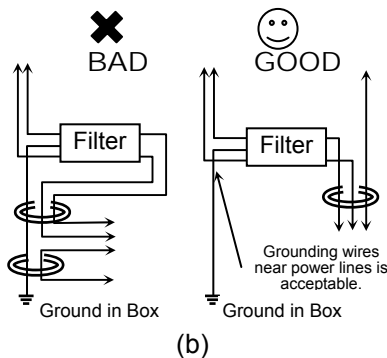 BAD
GOOD
Filter
Filter
Grounding wires
near power lines is
acceptable.
Ground in Box
Ground in Box
(b)